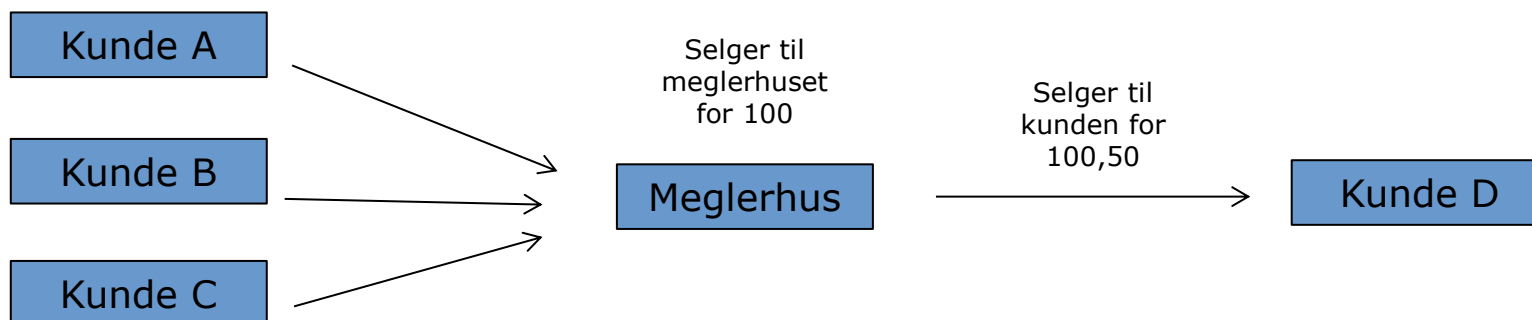 Kunde A
Kunde B
Kunde C
Selger til
meglerhuset
for 100
Meglerhus
Selger til
kunden for
100,50
Kunde D